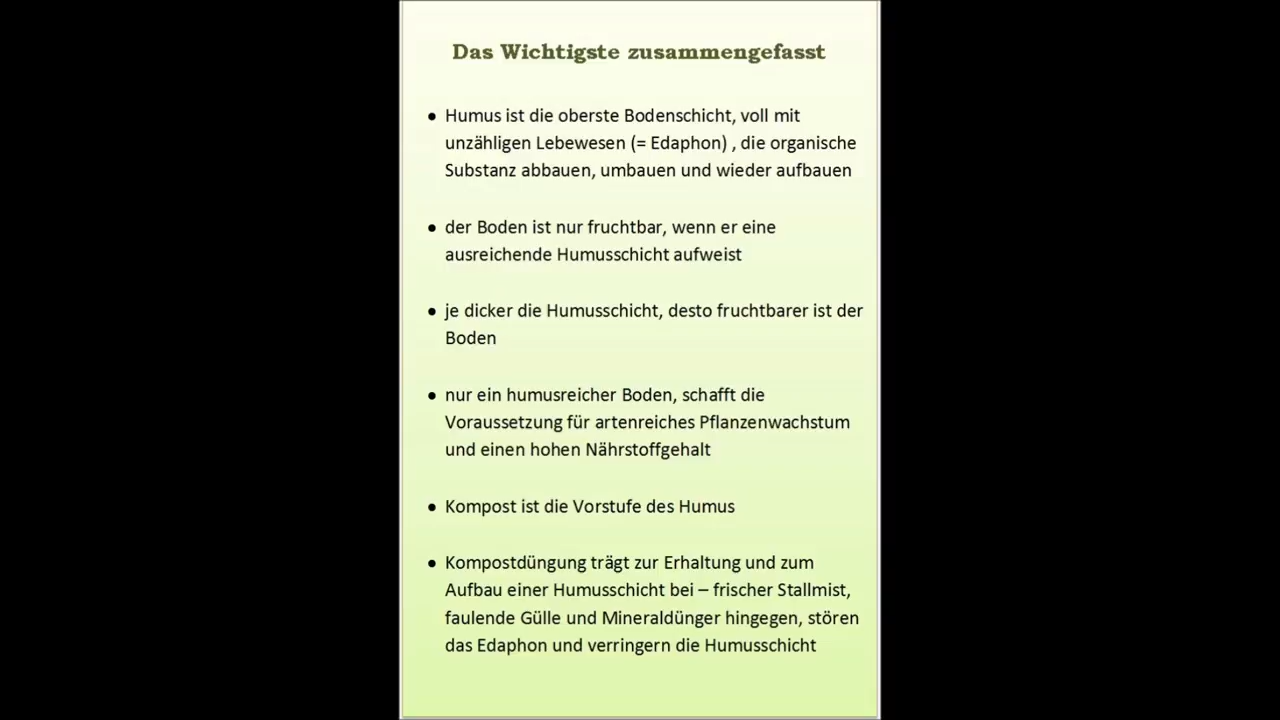 Das Wichtigste zusammengefasst
• Humus ist die oberste Bodenschicht, voll mit
unzähligen Lebewesen (= Edaphon) , die organische
Substanz abbauen, umbauen und wieder aufbauen
• der Boden ist nur fruchtbar, wenn er eine
ausreichende Humusschicht aufweist
• je dicker die Humusschicht, desto fruchtbarer ist der
Boden
• nur ein humusreicher Boden, schafft die
Voraussetzung für artenreiches Pflanzenwachstum
und einen hohen Nährstoffgehalt
• Kompost ist die Vorstufe des Humus
• Kompostdüngung trägt zur Erhaltung und zum
Aufbau einer Humusschicht bei – frischer Stallmist,
faulende Gülle und Mineraldünger hingegen, stören
das Edaphon und verringern die Humusschicht